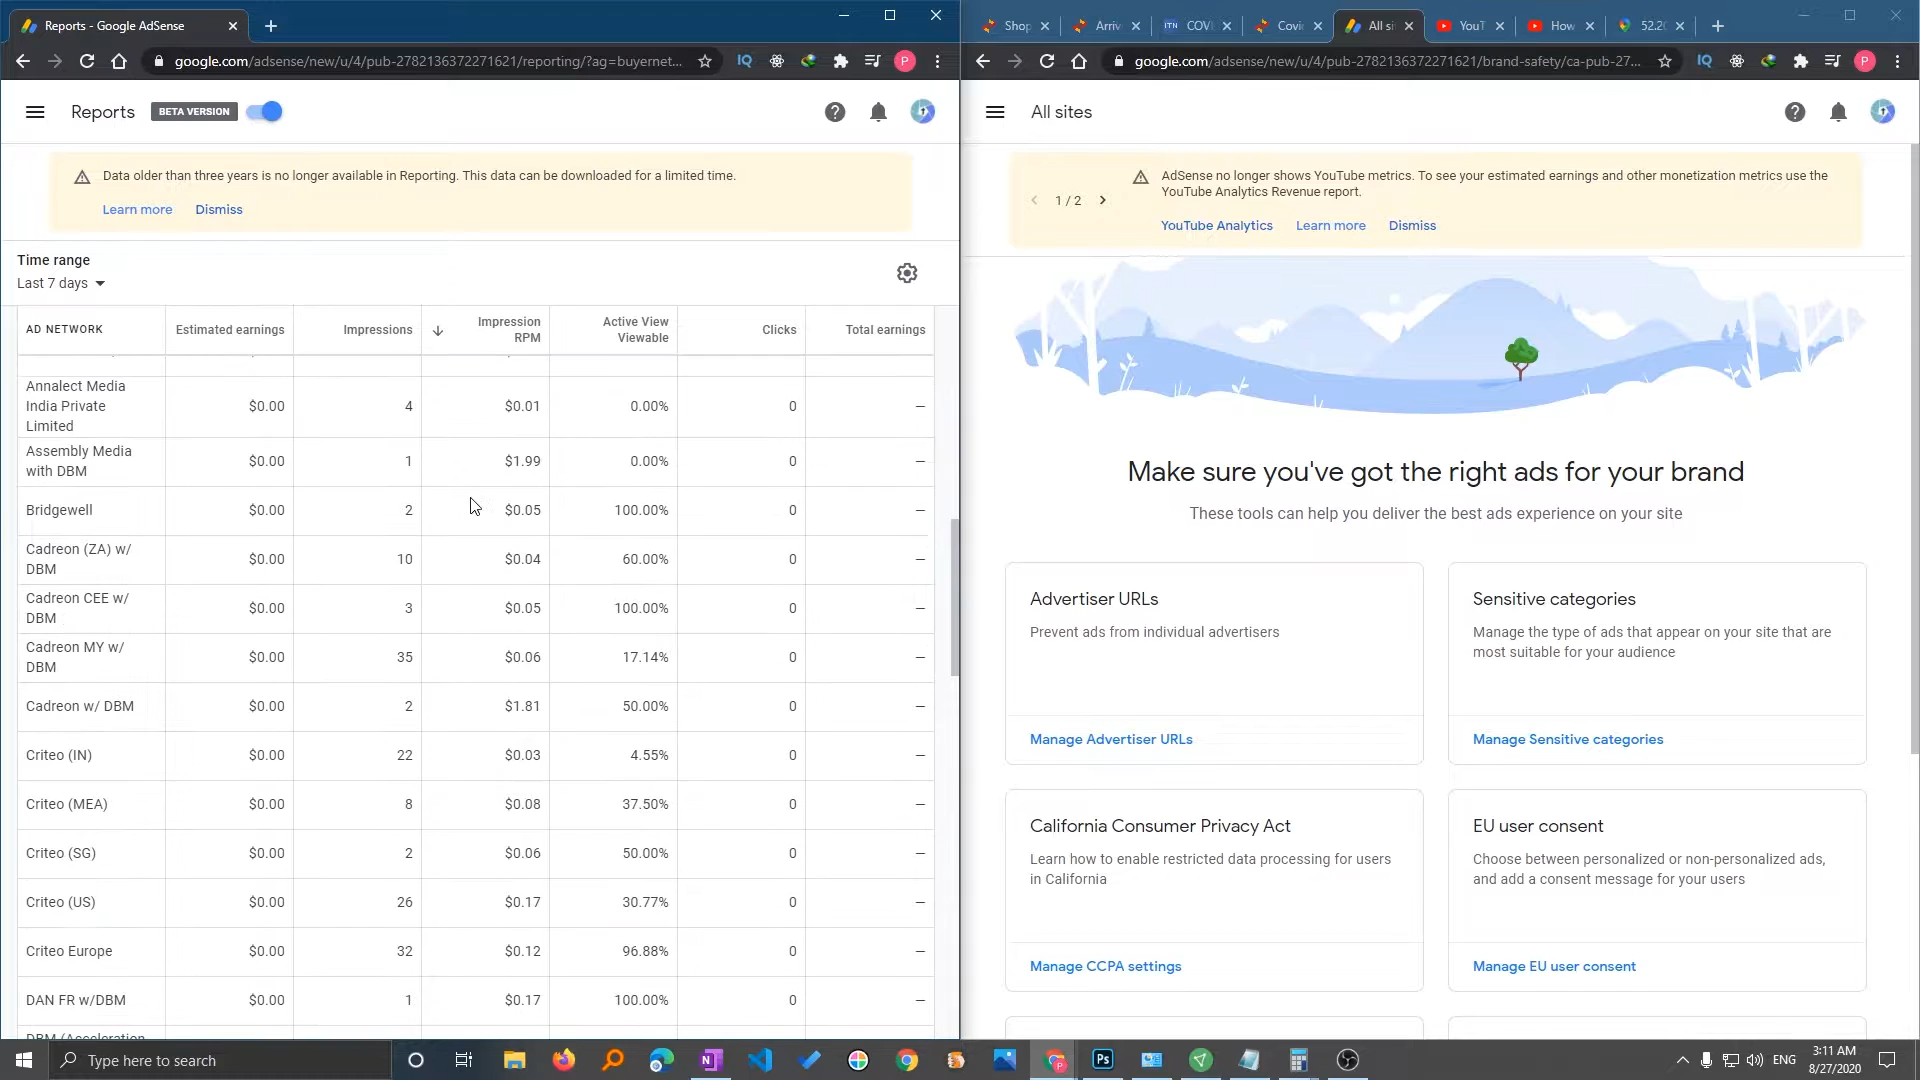 Reports - Google AdSense
google.com/adsense/new/u/4/pub-2782136372271621/reporting/?ag=buyernet...
P
Reports
BETA VERSION
Data older than three years is no longer available in Reporting. This data can be downloaded for a limited time.
Learn more
Dismiss
Time range
Last 7 days
AD NETWORK
Estimated earnings
Impressions
Impression
RPM
Active View
Viewable
Clicks
Total earnings
Annalect Media
India Private
Limited
$0.00 4 $0.01 0.00% 0 —
Assembly Media
with DBM
$0.00 1 $1.99 0.00% 0 —
Bridgewell $0.00 2 $0.05 100.00% 0 —
Cadreon (ZA) w/
DBM
$0.00 10 $0.04 60.00% 0 —
Cadreon CEE w/
DBM
$0.00 3 $0.05 100.00% 0 —
Cadreon MY w/
DBM
$0.00 35 $0.06 17.14% 0 —
Cadreon w/ DBM $0.00 2 $1.81 50.00% 0 —
Criteo (IN) $0.00 22 $0.03 4.55% 0 —
Criteo (MEA) $0.00 8 $0.08 37.50% 0 —
Criteo (SG) $0.00 2 $0.06 50.00% 0 —
Criteo (US) $0.00 26 $0.17 30.77% 0 —
Criteo Europe $0.00 32 $0.12 96.88% 0 —
DAN FR w/DBM $0.00 1 $0.17 100.00% 0 —
DBM (Acceleration
Shop
Arriv
ITN
COVI
Covi
All si
YouT
How
52.2
google.com/adsense/new/u/4/pub-2782136372271621/brand-safety/ca-pub-27...
IQ
P
All sites
1 / 2
AdSense no longer shows YouTube metrics. To see your estimated earnings and other monetization metrics use the
YouTube Analytics Revenue report.
YouTube Analytics
Learn more
Dismiss
Make sure you've got the right ads for your brand
These tools can help you deliver the best ads experience on your site
Advertiser URLs
Prevent ads from individual advertisers
Manage Advertiser URLs
Sensitive categories
Manage the type of ads that appear on your site that are
most suitable for your audience
Manage Sensitive categories
California Consumer Privacy Act
Learn how to enable restricted data processing for users
in California
Manage CCPA settings
EU user consent
Choose between personalized or non-personalized ads,
and add a consent message for your users
Manage EU user consent
Type here to search
Ps
ENG
3:11 AM
8/27/2020